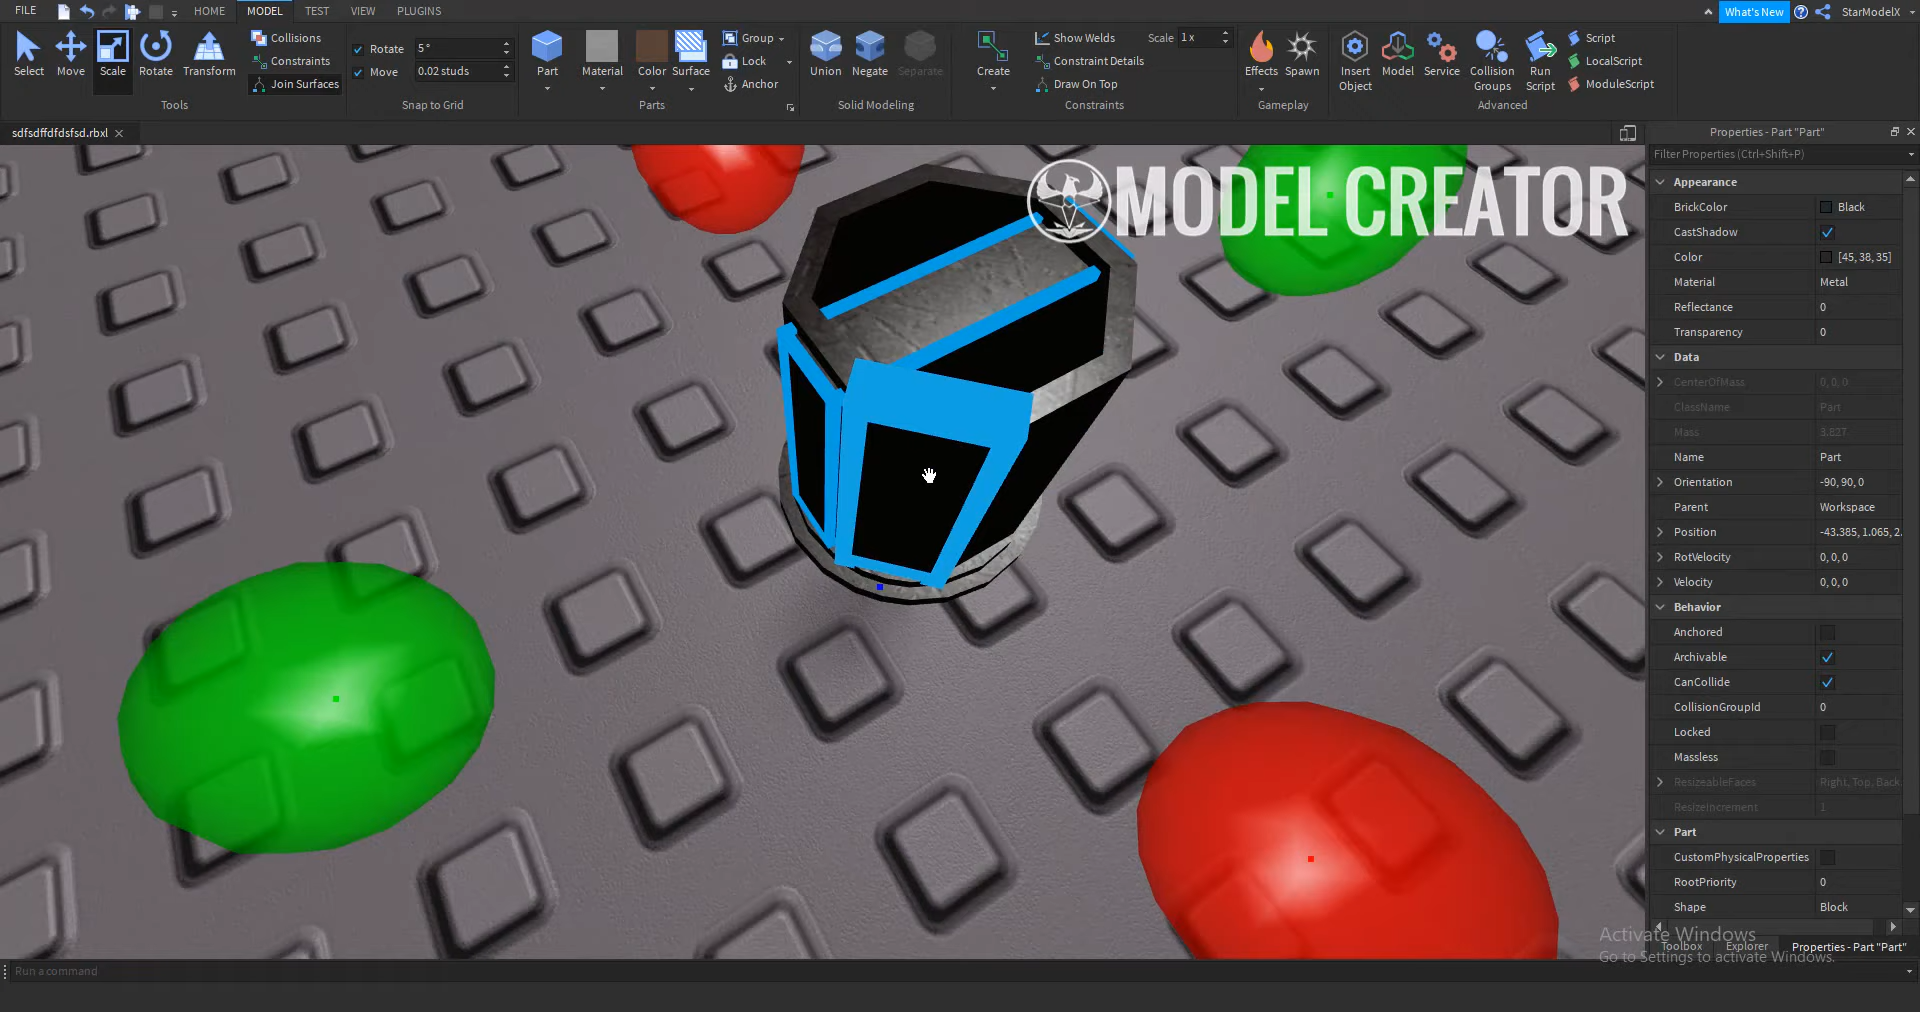 FILE HOME MODEL TEST VIEW PLUGINS What's New StarModelX
Select Move Scale Rotate Transform
Collisions
Constraints
Join Surfaces
Tools
Rotate 5°
Move 0.02 studs
Snap to Grid
Part Material Color Surface
Group
Lock
Anchor
Parts
Union Negate Separate
Solid Modeling
Create
Show Welds Scale 1 x
Constraint Details
Draw On Top
Constraints
Effects Spawn
Gameplay
Insert Object
Model
Service
Collision Groups
Run Script
Script
LocalScript
ModuleScript
Advanced
sdfsdffdfdsfsd.rbxl
MODEL CREATOR
Properties - Part "Part"
Filter Properties (Ctrl+Shift+P)
Appearance
BrickColor Black
CastShadow
Color [45, 38, 35]
Material Metal
Reflectance 0
Transparency 0
Data
CenterOfMass 0, 0, 0
ClassName Part
Mass 3.827
Name Part
Orientation -90, 90, 0
Parent Workspace
Position -43.385, 1.065, 2.
RotVelocity 0, 0, 0
Velocity 0, 0, 0
Behavior
Anchored
Archivable
CanCollide
CollisionGroupId 0
Locked
Massless
ResizeableFaces Right, Top, Back
ResizeIncrement 1
Part
CustomPhysicalProperties
RootPriority 0
Shape Block
Activate Windows
Go to Settings to activate Windows.
Toolbox Explorer Properties - Part "Part"
Run a command